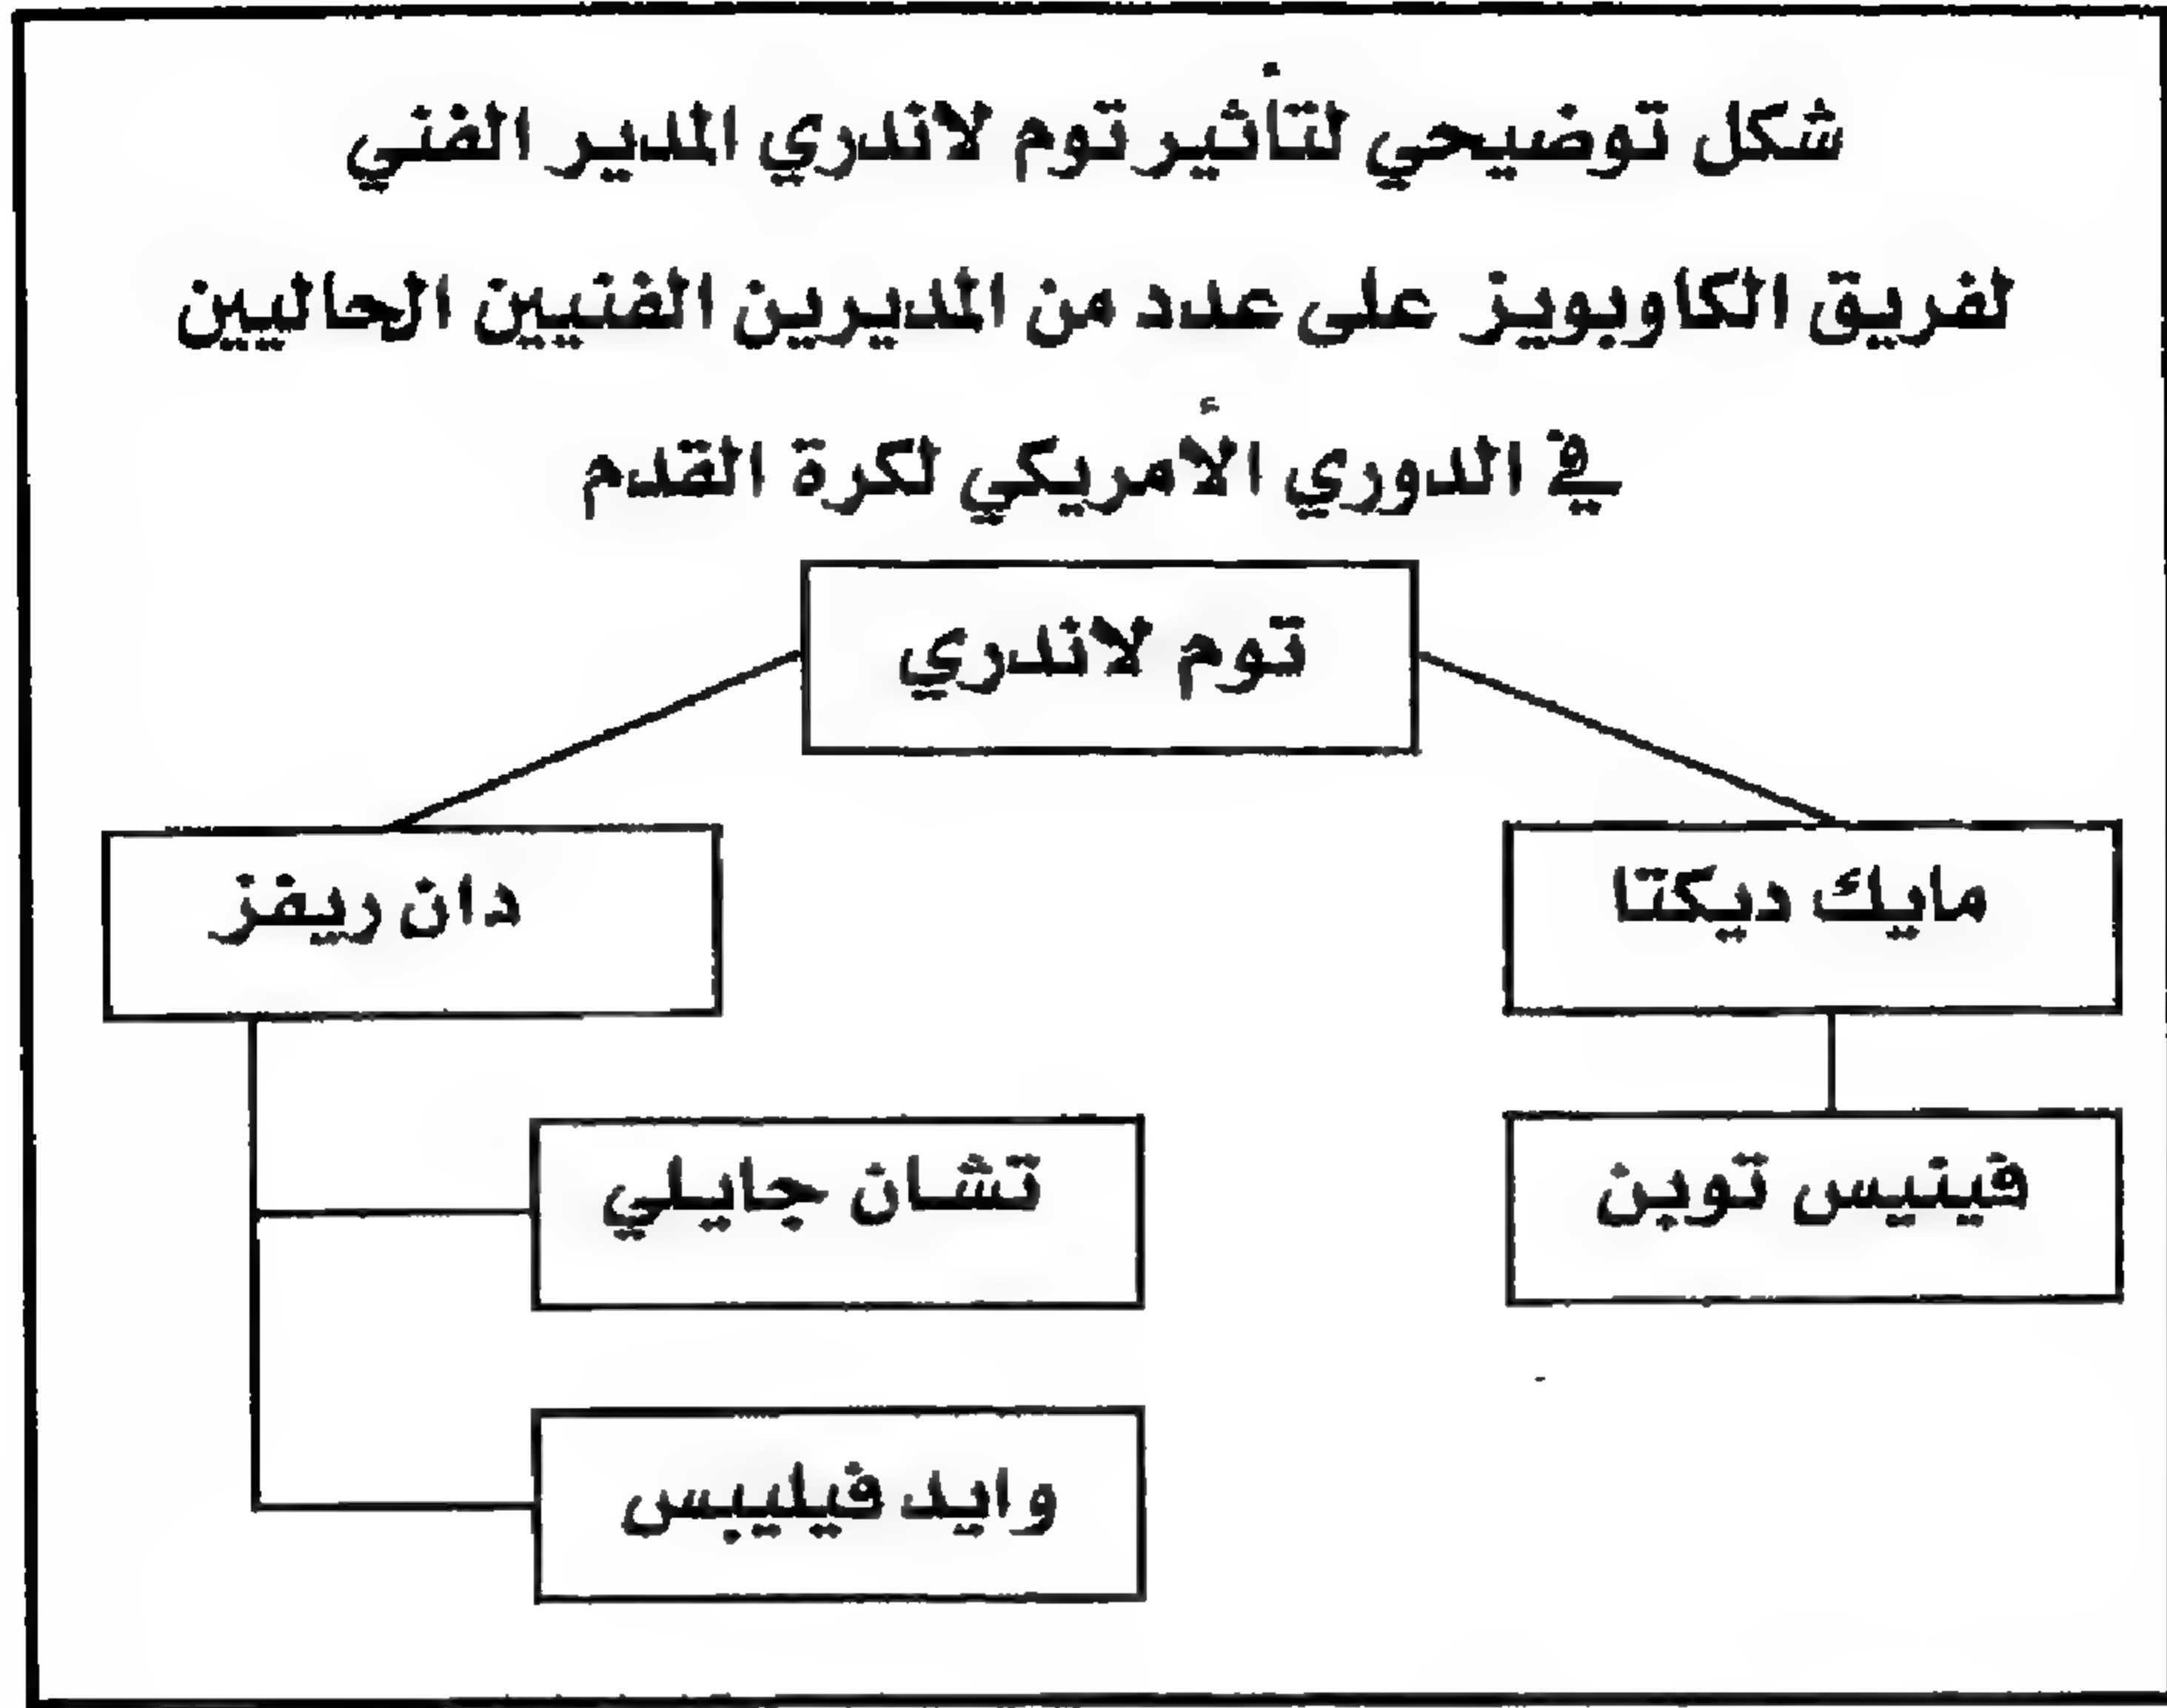 شكل توضيحي لتأثير توم لاندري المدير الفني
لفريق الكاوبويز على عدد من المديرين الفنيين الحاليين
في الدوري الأمريكي لكرة القدم
توم لاندري
مايك ديكتا
دان ريفز
فينيس توبن
تشان جايلي
وايد فيليبس